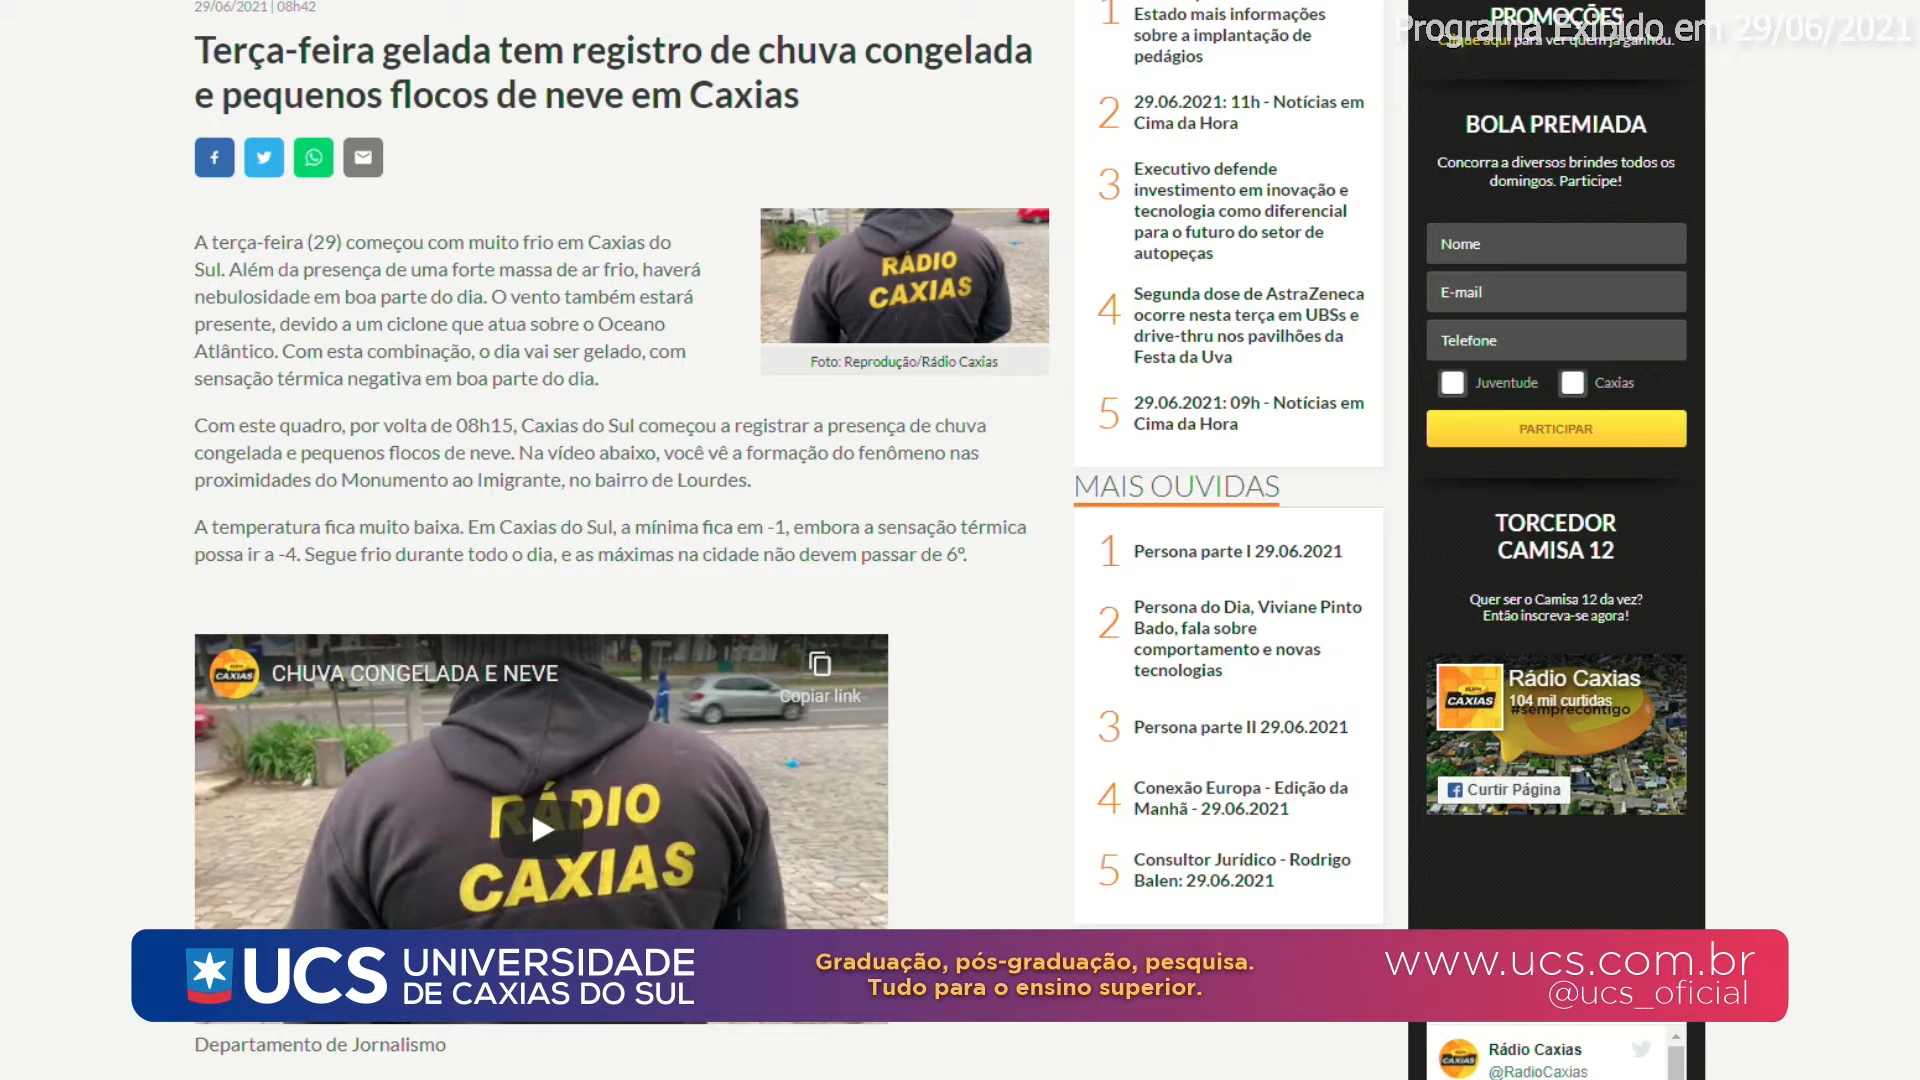 29/06/2021 | 08h42
Terça-feira gelada tem registro de chuva congelada
e pequenos flocos de neve em Caxias
A terça-feira (29) começou com muito frio em Caxias do
Sul. Além da presença de uma forte massa de ar frio, haverá
nebulosidade em boa parte do dia. O vento também estará
presente, devido a um ciclone que atua sobre o Oceano
Atlântico. Com esta combinação, o dia vai ser gelado, com
sensação térmica negativa em boa parte do dia.
RÁDIO
CAXIAS
Foto: Reprodução/Rádio Caxias
Com este quadro, por volta de 08h15, Caxias do Sul começou a registrar a presença de chuva
congelada e pequenos flocos de neve. Na vídeo abaixo, você vê a formação do fenômeno nas
proximidades do Monumento ao Imigrante, no bairro de Lourdes.
A temperatura fica muito baixa. Em Caxias do Sul, a mínima fica em -1, embora a sensação térmica
possa ir a -4. Segue frio durante todo o dia, e as máximas na cidade não devem passar de 6º.
CAXIAS
CHUVA CONGELADA E NEVE
Copiar link
RÁDIO
CAXIAS
Departamento de Jornalismo
1
Estado mais informações
sobre a implantação de
pedágios
2
29.06.2021: 11h - Notícias em
Cima da Hora
3
Executivo defende
investimento em inovação e
tecnologia como diferencial
para o futuro do setor de
autopeças
4
Segunda dose de AstraZeneca
ocorre nesta terça em UBSs e
drive-thru nos pavilhões da
Festa da Uva
5
29.06.2021: 09h - Notícias em
Cima da Hora
MAIS OUVIDAS
1
Persona parte I 29.06.2021
2
Persona do Dia, Viviane Pinto
Bado, fala sobre
comportamento e novas
tecnologias
3
Persona parte II 29.06.2021
4
Conexão Europa - Edição da
Manhã - 29.06.2021
5
Consultor Jurídico - Rodrigo
Balen: 29.06.2021
Programa Exibido em 29/06/2021
PROMOÇÕES
Clique aqui para ver quem já ganhou.
BOLA PREMIADA
Concorra a diversos brindes todos os
domingos. Participe!
Nome
E-mail
Telefone
Juventude
Caxias
PARTICIPAR
TORCEDOR
CAMISA 12
Quer ser o Camisa 12 da vez?
Então inscreva-se agora!
CAXIAS
Rádio Caxias
104 mil curtidas
#semprecontigo
Curtir Página
UCS UNIVERSIDADE
DE CAXIAS DO SUL
Graduação, pós-graduação, pesquisa.
Tudo para o ensino superior.
www.ucs.com.br
@ucs_oficial
CAXIAS
Rádio Caxias
@RadioCaxias